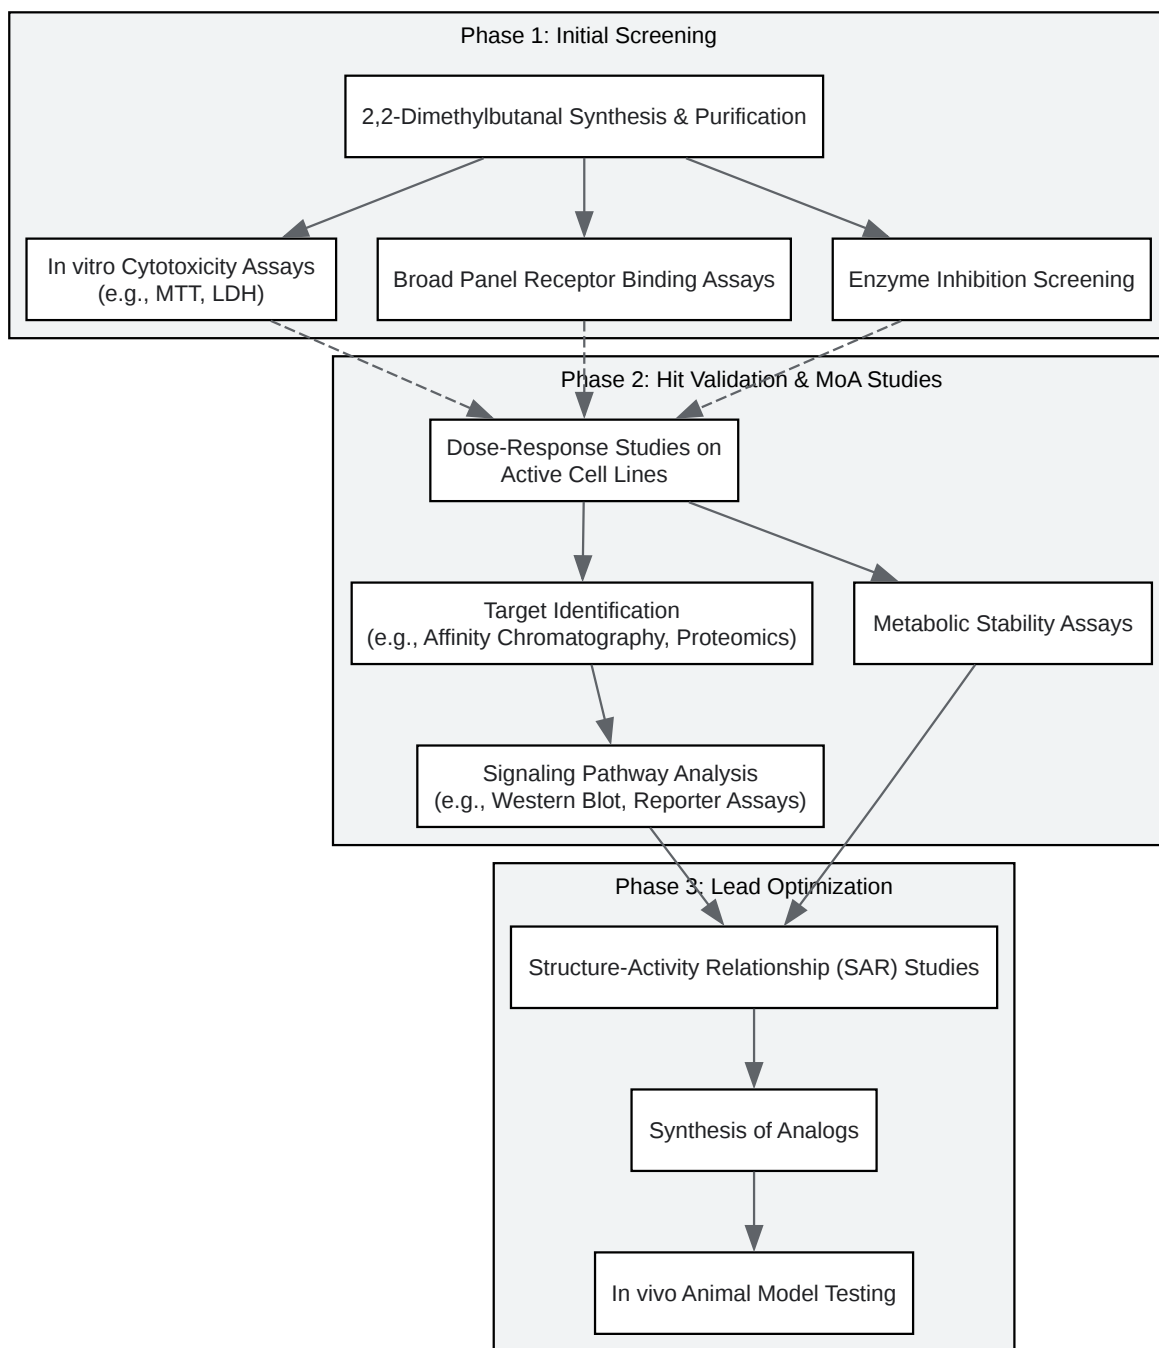 Phase 1: Initial Screening
2,2-Dimethylbutanal Synthesis & Purification
In vitro Cytotoxicity Assays
(e.g., MTT, LDH)
Broad Panel Receptor Binding Assays
Enzyme Inhibition Screening
Phase 2: Hit Validation & MoA Studies
Dose-Response Studies on
Active Cell Lines
Target Identification
(e.g., Affinity Chromatography, Proteomics)
Metabolic Stability Assays
Signaling Pathway Analysis
(e.g., Western Blot, Reporter Assays)
Phase 3: Lead Optimization
Structure-Activity Relationship (SAR) Studies
Synthesis of Analogs
In vivo Animal Model Testing